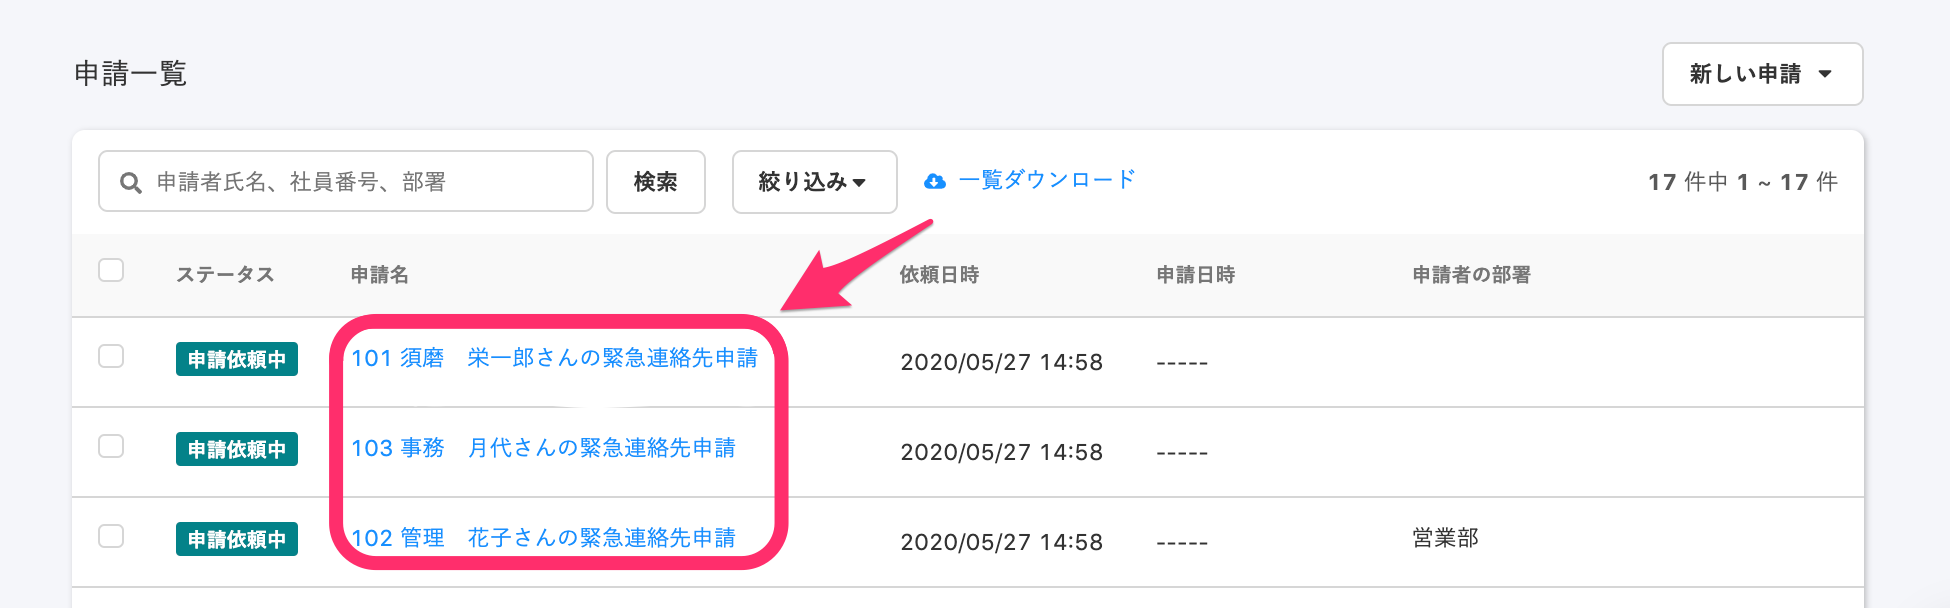 申請一覧
新しい申請
申請者氏名、社員番号、部署
検索
絞り込み
一覧ダウンロード
17 件中 1 ~ 17 件
ステータス 申請名 依頼日時 申請日時 申請者の部署
申請依頼中 101 須磨　栄一郎さんの緊急連絡先申請 2020/05/27 14:58 -----
申請依頼中 103 事務　月代さんの緊急連絡先申請 2020/05/27 14:58 -----
申請依頼中 102 管理　花子さんの緊急連絡先申請 2020/05/27 14:58 ----- 営業部